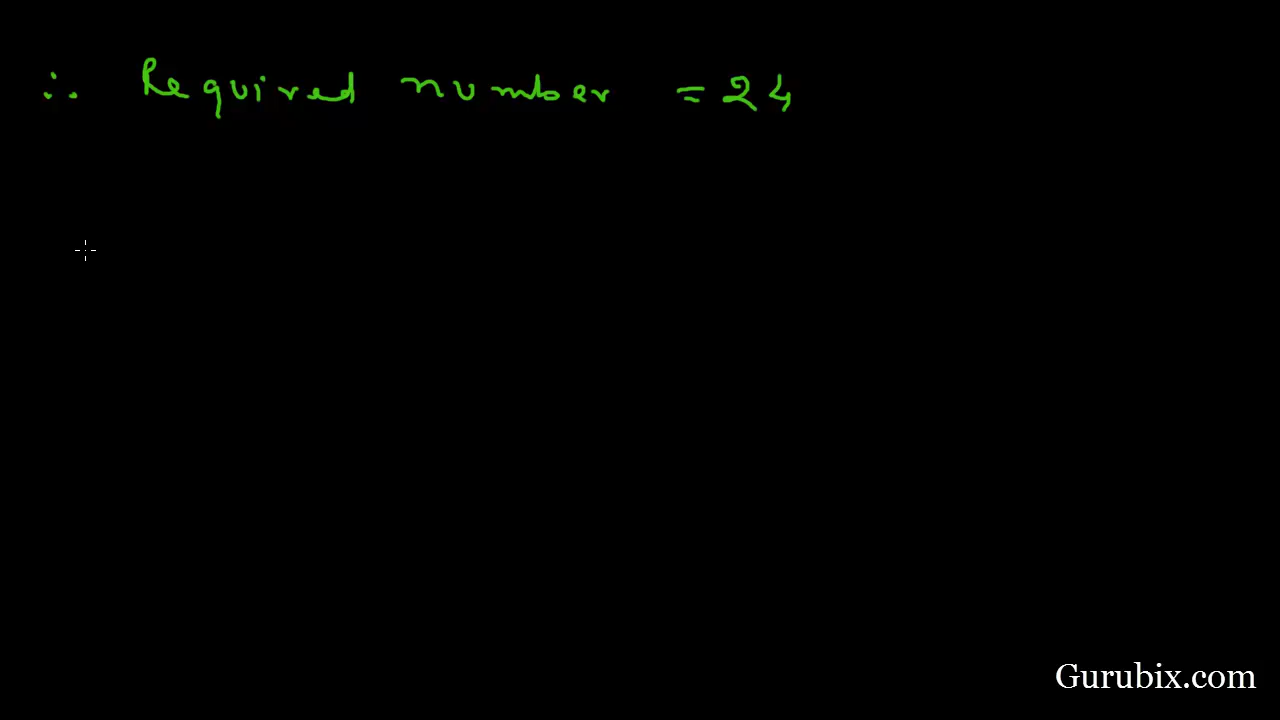 ∴ Required number = 24
Gurubix.com